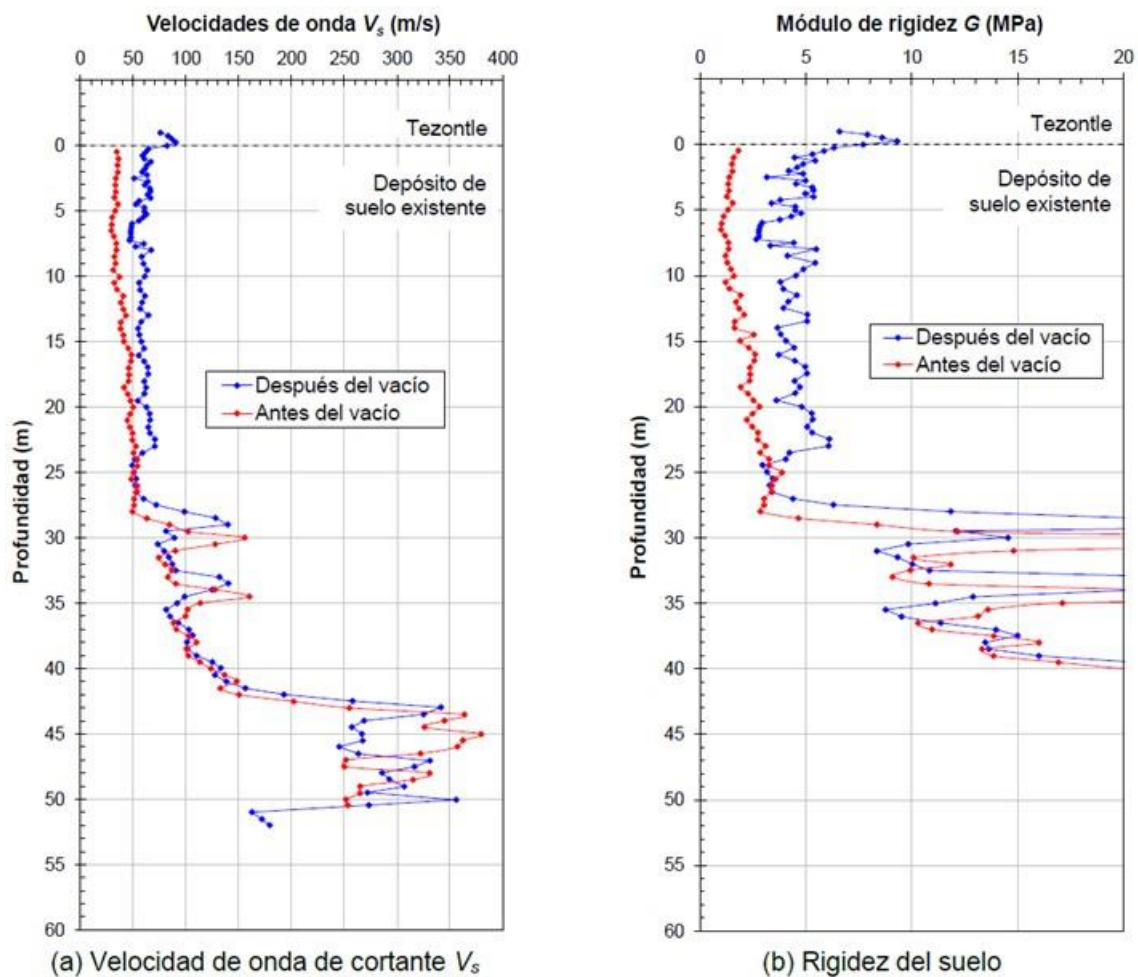 Velocidades de onda Vs (m/s)
0 50 100 150 200 250 300 350 400
Tezontle
Depósito de
suelo existente
Después del vacío
Antes del vacío
Profundidad (m)
0
5
10
15
20
25
30
35
40
45
50
55
60
(a) Velocidad de onda de cortante Vs
Módulo de rigidez G (MPa)
0 5 10 15 20
Tezontle
Depósito de
suelo existente
Después del vacío
Antes del vacío
Profundidad (m)
0
5
10
15
20
25
30
35
40
45
50
55
60
(b) Rigidez del suelo